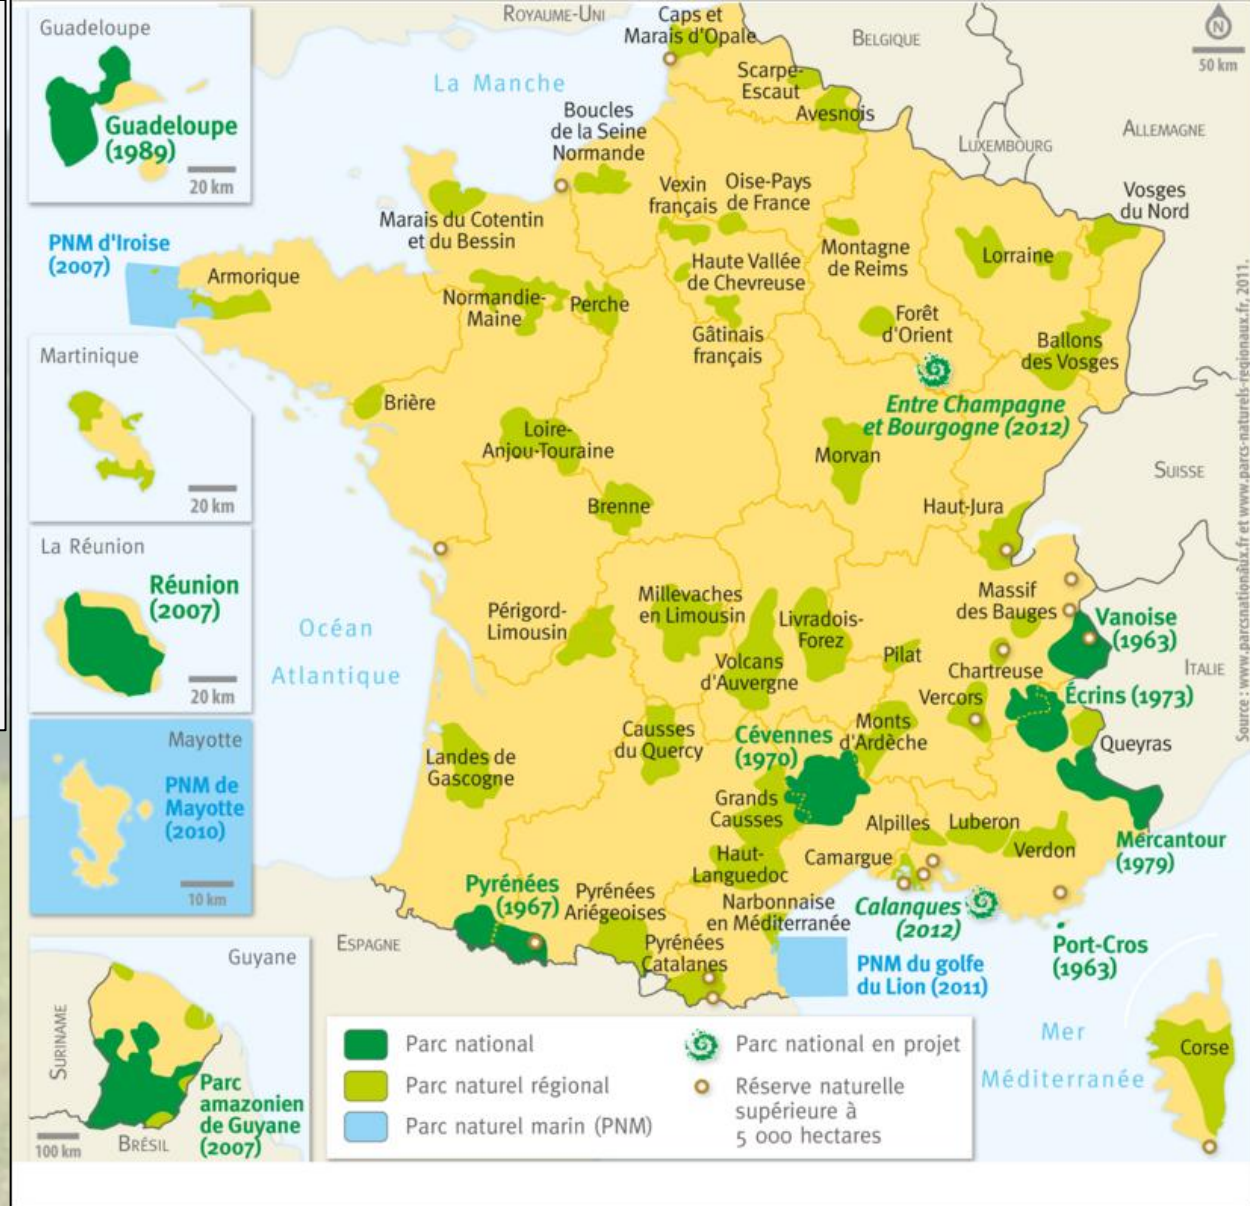 Guadeloupe
Guadeloupe
(1989)
20 km
PNM d'Iroise
(2007)
Martinique
20 km
La Réunion
Réunion
(2007)
20 km
Mayotte
PNM de
Mayotte
(2010)
10 km
Guyane
SURINAME
Parc
amazonien
de Guyane
(2007)
BRÉSIL
100 km
ROYAUME-UNI
La Manche
BELGIQUE
LUXEMBOURG
ALLEMAGNE
SUISSE
ITALIE
ESPAGNE
Océan
Atlantique
Mer
Méditerranée
N
50 km
Caps et
Marais d'Opale
Scarpe-
Escaut
Avesnois
Boucles
de la Seine
Normande
Vexin
français
Oise-Pays
de France
Marais du Cotentin
et du Bessin
Montagne
de Reims
Lorraine
Vosges
du Nord
Armorique
Normandie-
Maine
Perche
Haute Vallée
de Chevreuse
Gâtinais
français
Forêt
d'Orient
Ballons
des Vosges
Entre Champagne
et Bourgogne (2012)
Brière
Loire-
Anjou-Touraine
Morvan
Brenne
Haut-Jura
Périgord-
Limousin
Millevaches
en Limousin
Livradois-
Forez
Volcans
d'Auvergne
Pilat
Massif
des Bauges
Chartreuse
Vanoise
(1963)
Vercors
Écrins (1973)
Queyras
Landes de
Gascogne
Causses
du Quercy
Cévennes
(1970)
Monts
d'Ardèche
Grands
Causses
Alpilles
Luberon
Verdon
Mercantour
(1979)
Haut-
Languedoc
Camargue
Pyrénées
(1967)
Pyrénées
Ariégeoises
Narbonnaise
en Méditerranée
Calanques
(2012)
Port-Cros
(1963)
Pyrénées
Catalanes
PNM du golfe
du Lion (2011)
Corse
Parc national
Parc naturel régional
Parc naturel marin (PNM)
Parc national en projet
Réserve naturelle
supérieure à
5 000 hectares
Source : www.parcsnationâux.fr et www.parcs-naturels-regionaux.fr, 2011.